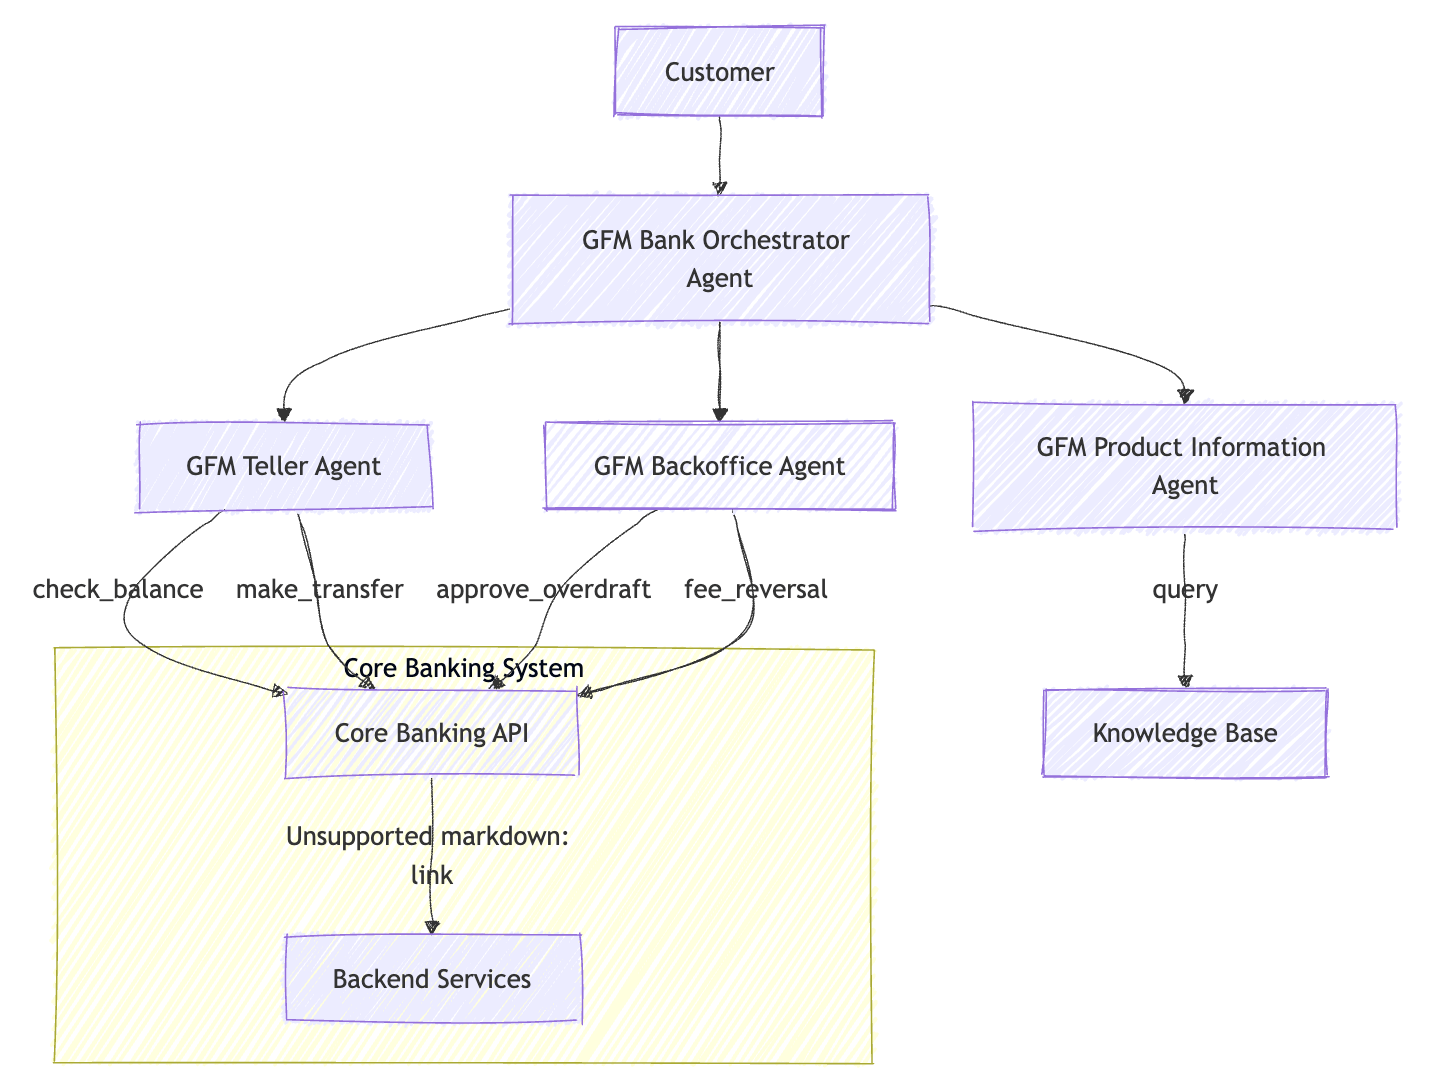 Customer
GFM Bank Orchestrator
Agent
GFM Teller Agent
GFM Backoffice Agent
GFM Product Information
Agent
check_balance
make_transfer
approve_overdraft
fee_reversal
query
Core Banking System
Core Banking API
Knowledge Base
Unsupported markdown:
link
Backend Services